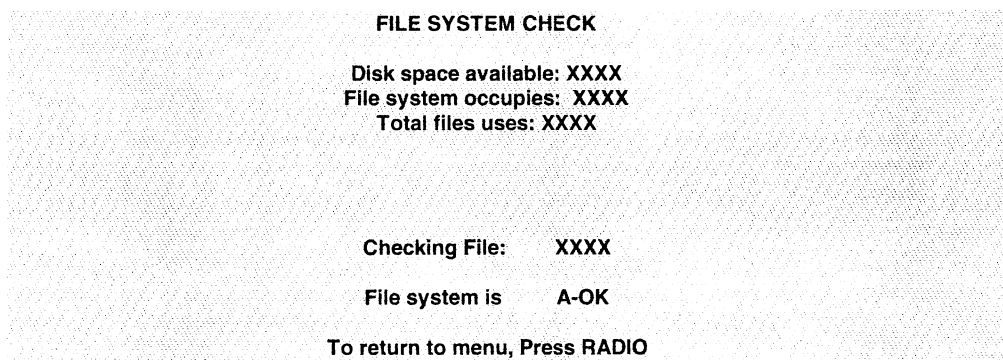 FILE SYSTEM CHECK
Disk space available: XXXX
File system occupies: XXXX
Total files uses: XXXX
Checking File: XXXX
File system is A-OK
To return to menu, Press RADIO